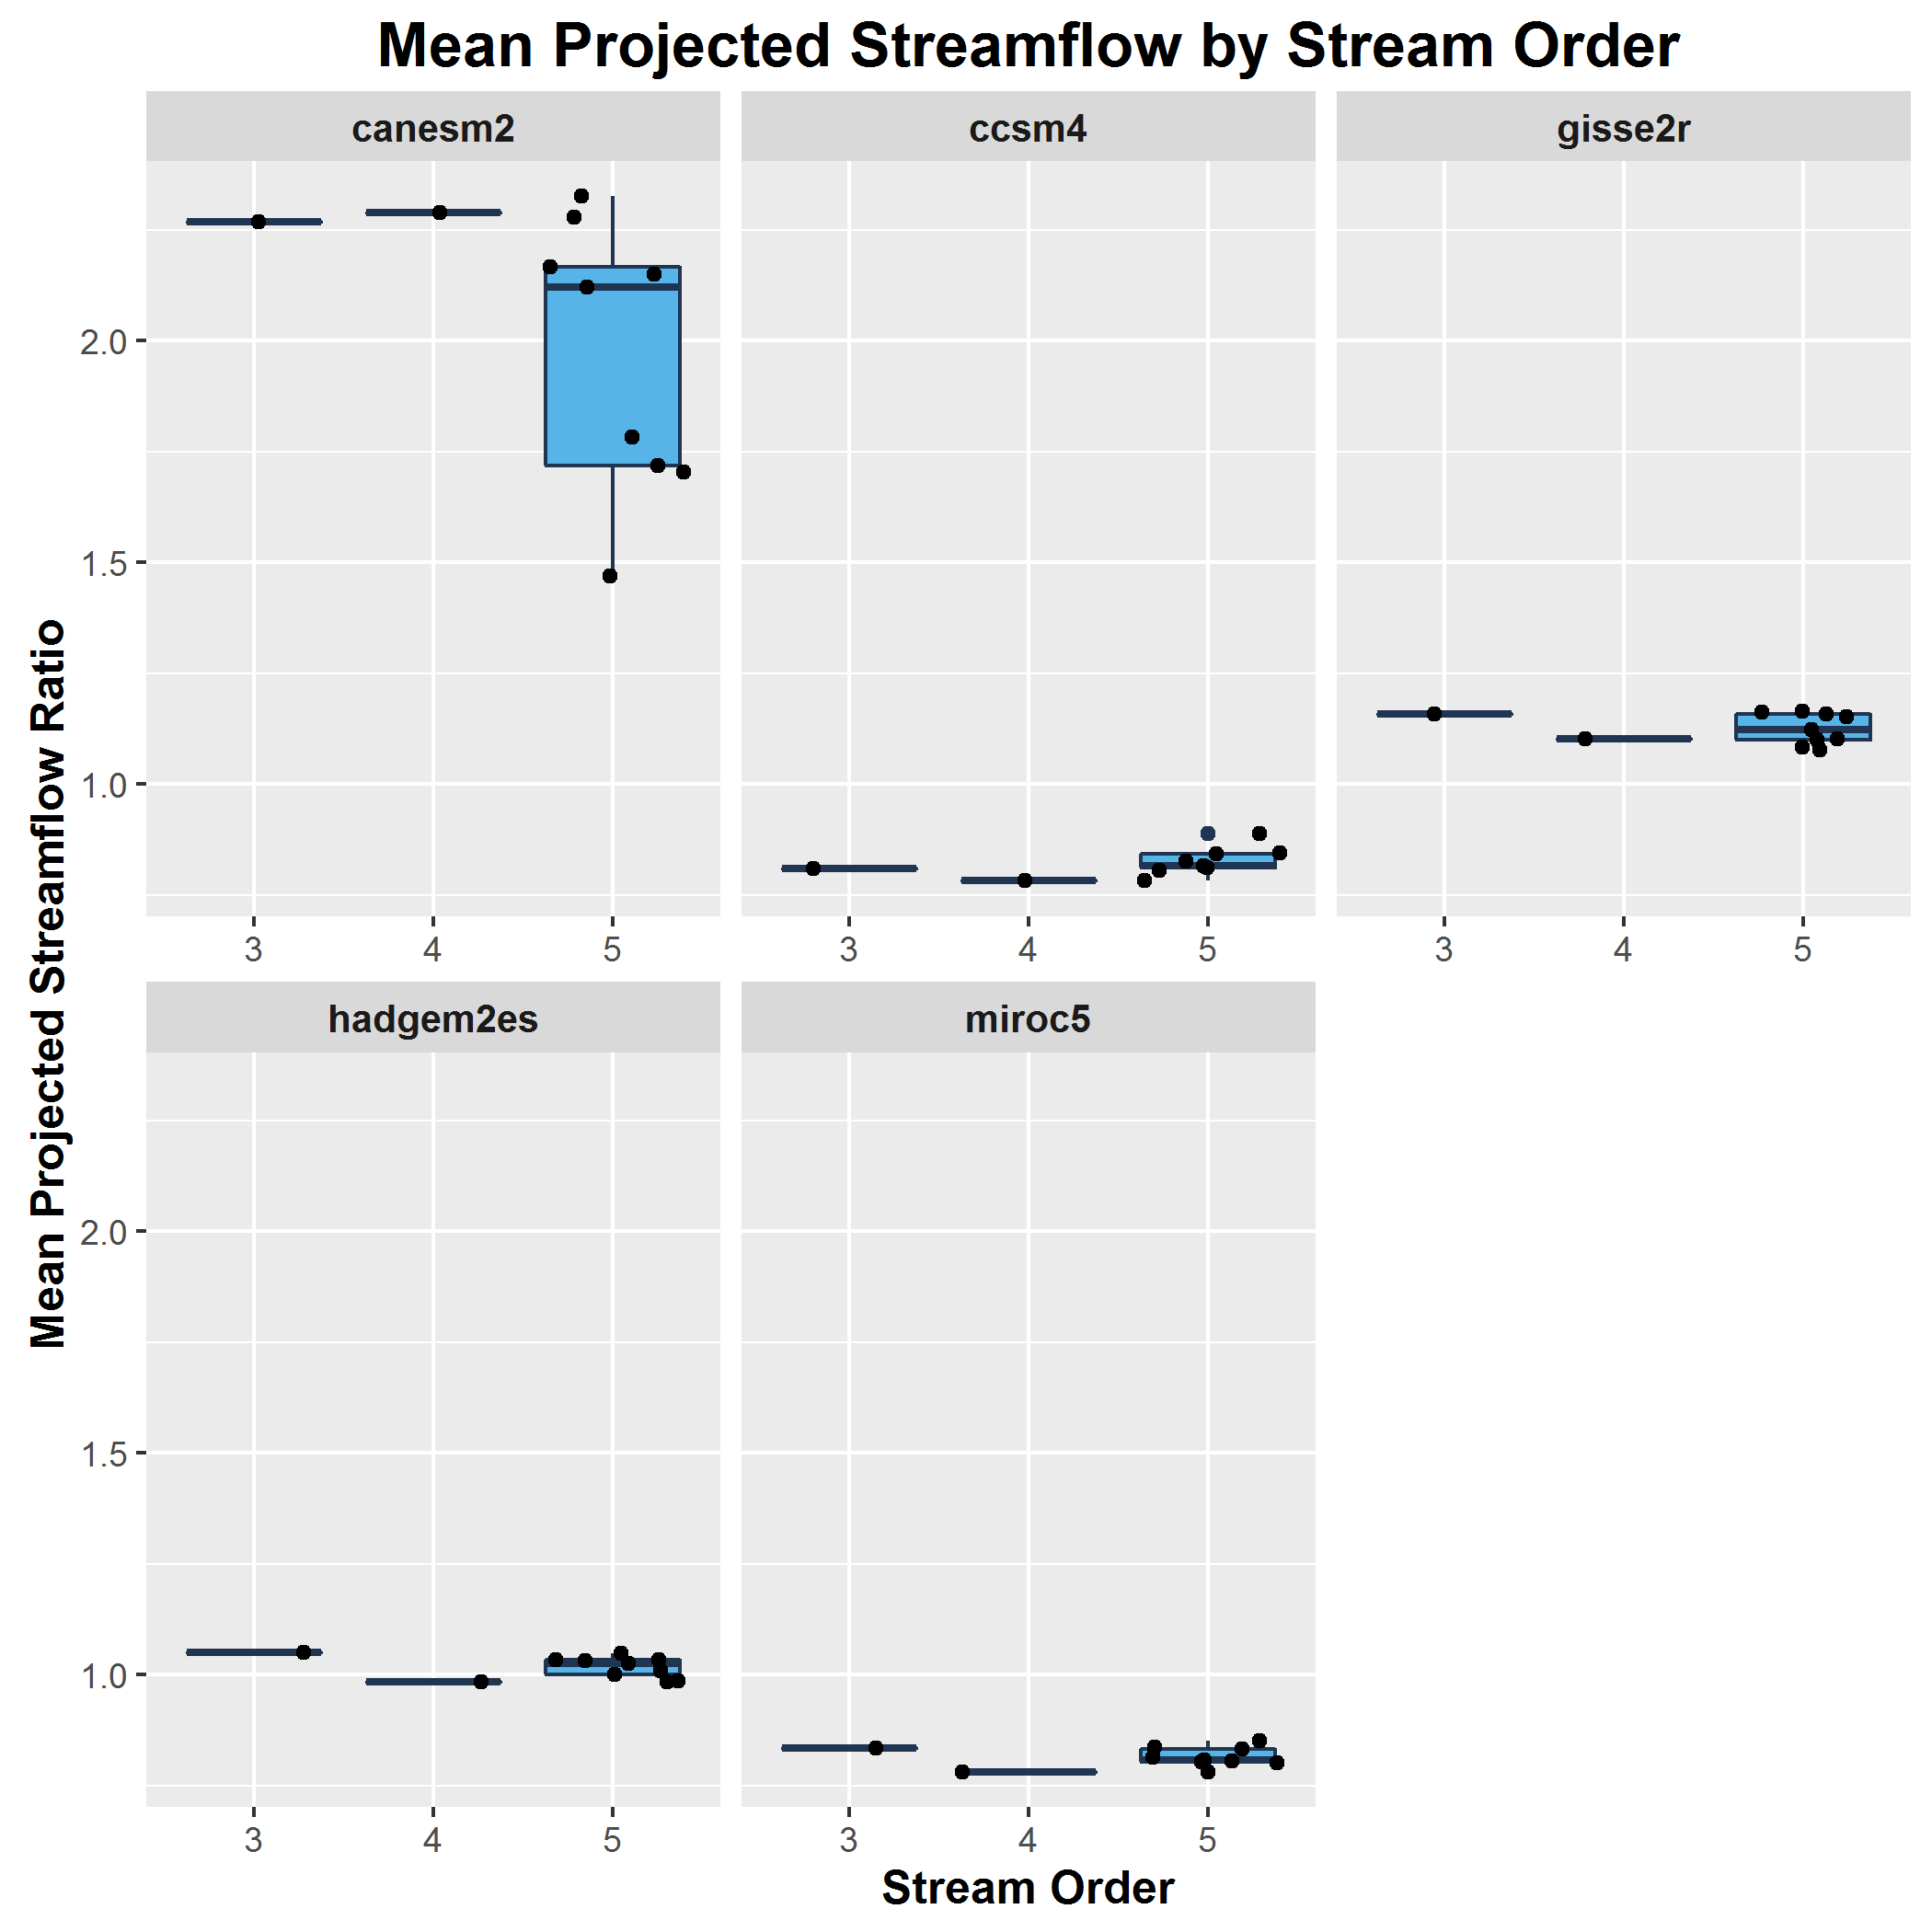 Mean Projected Streamflow by Stream Order
canesm2
ccsm4
gisse2r
2.0
1.5
1.0
3 4 5
3 4 5
3 4 5
Mean Projected Streamflow Ratio
hadgem2es
miroc5
2.0
1.5
1.0
3 4 5
3 4 5
Stream Order